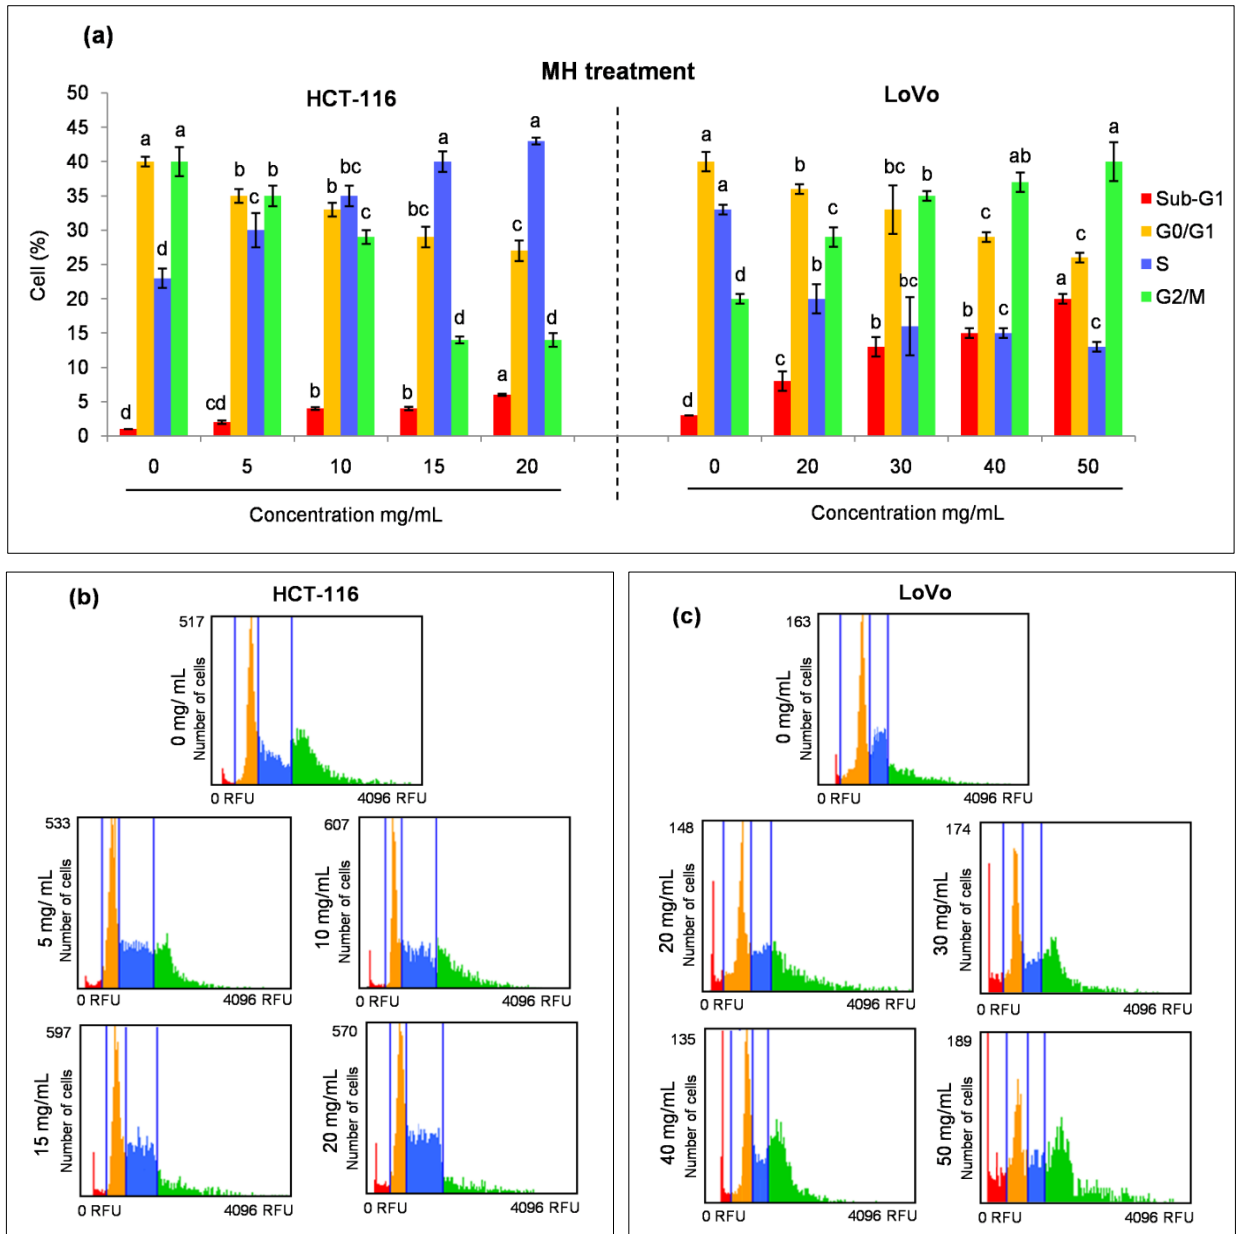 (a)
MH treatment
HCT-116
LoVo
Cell (%)
50
45
40
35
30
25
20
15
10
5
0
a
a
d
d
b
b
c
cd
bc
b
c
b
a
bc
d
b
a
c
d
a
a
a
d
d
b
c
b
c
bc
b
bc
b
ab
c
c
b
a
c
a
c
Sub-G1
G0/G1
S
G2/M
0 5 10 15 20
0 20 30 40 50
Concentration mg/mL
Concentration mg/mL
(b)
HCT-116
517
0 mg/ mL
Number of cells
0 RFU 4096 RFU
533
5 mg/ mL
Number of cells
0 RFU 4096 RFU
607
10 mg/mL
Number of cells
0 RFU 4096 RFU
597
15 mg/mL
Number of cells
0 RFU 4096 RFU
570
20 mg/mL
Number of cells
0 RFU 4096 RFU
(c)
LoVo
163
0 mg/mL
Number of cells
0 RFU 4096 RFU
148
20 mg/mL
Number of cells
0 RFU 4096 RFU
174
30 mg/mL
Number of cells
0 RFU 4096 RFU
135
40 mg/mL
Number of cells
0 RFU 4096 RFU
189
50 mg/mL
Number of cells
0 RFU 4096 RFU